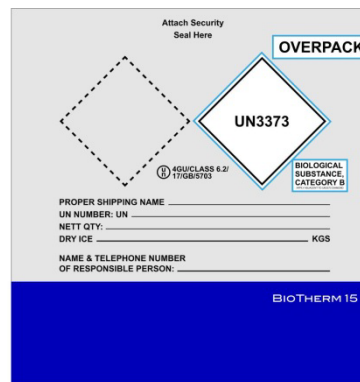 Attach Security
Seal Here
OVERPACK
UN3373
4GU/CLASS 6.2/
17/GB/5703
BIOLOGICAL
SUBSTANCE,
CATEGORY B
PROPER SHIPPING NAME
UN NUMBER: UN
NETT QTY:
DRY ICE KGS
NAME & TELEPHONE NUMBER
OF RESPONSIBLE PERSON:
BIOTHERM 15